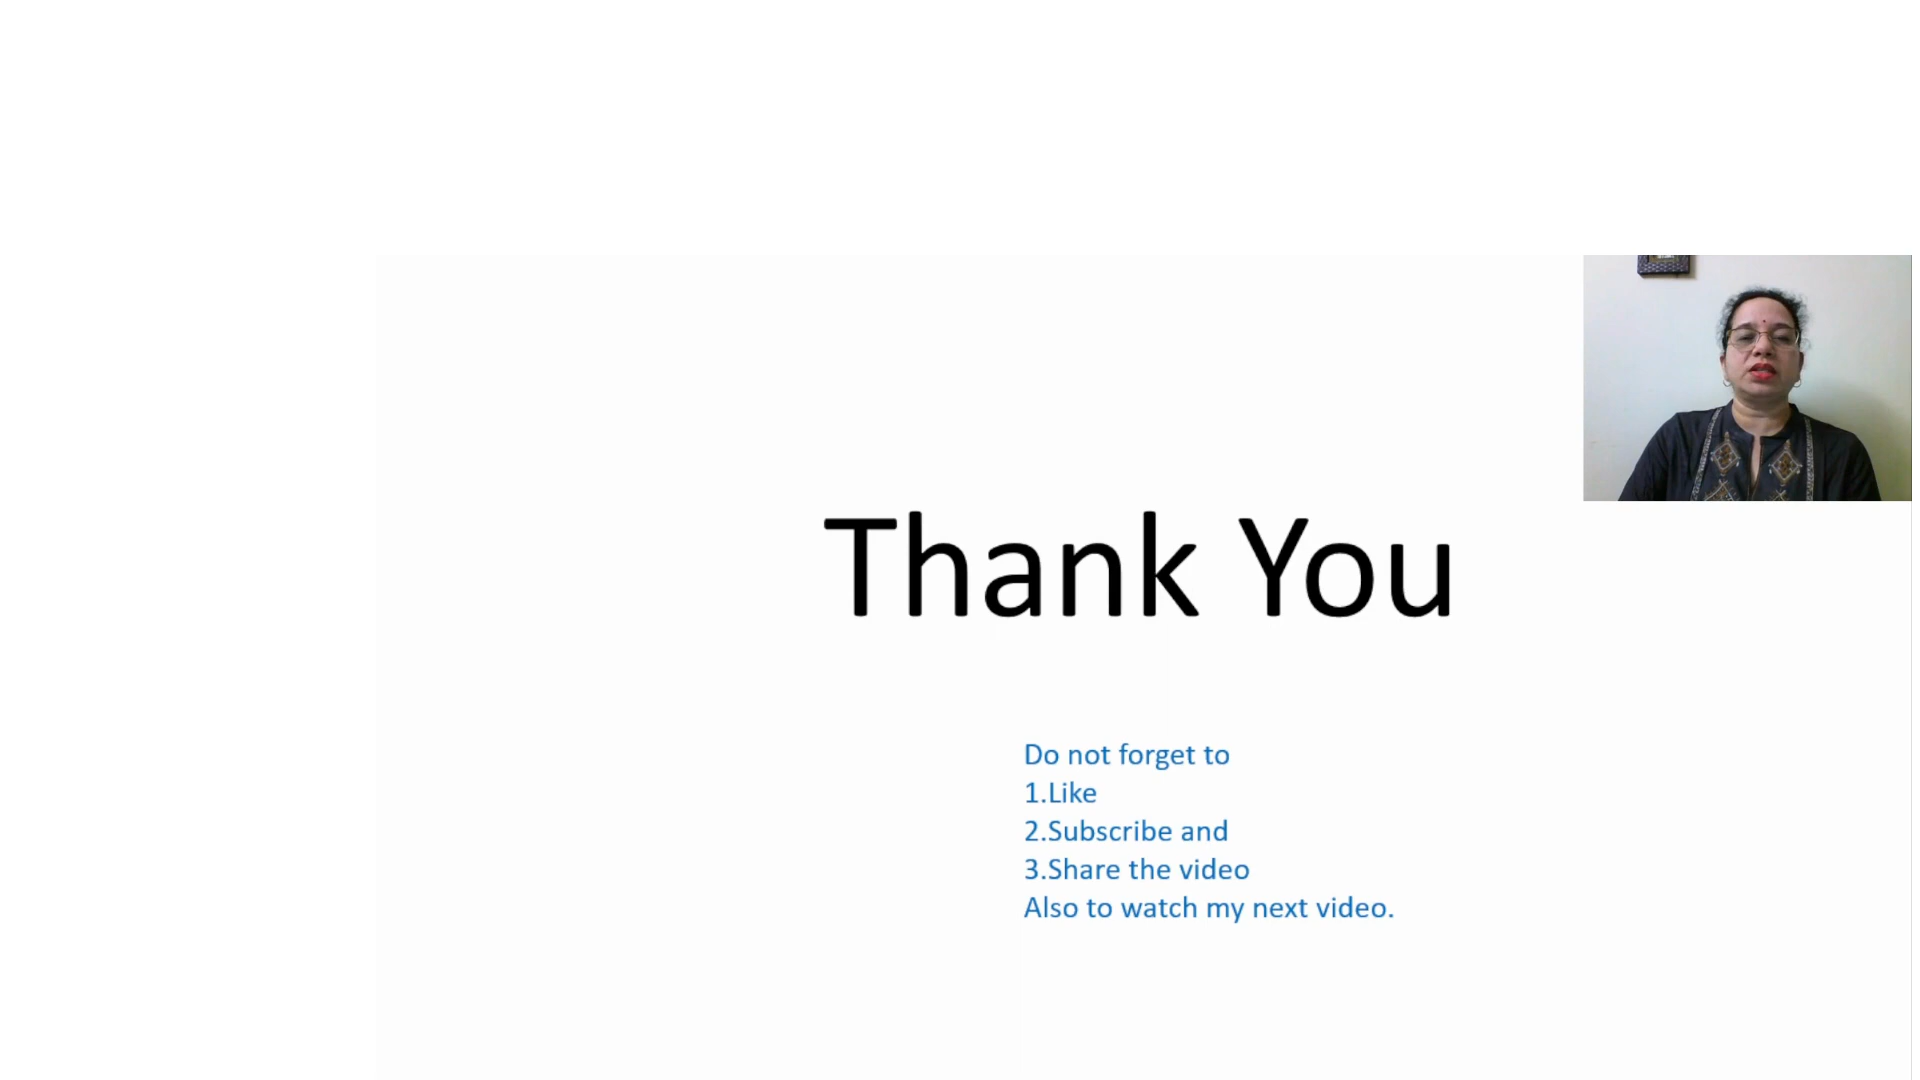 Thank You
Do not forget to
1.Like
2.Subscribe and
3.Share the video
Also to watch my next video.